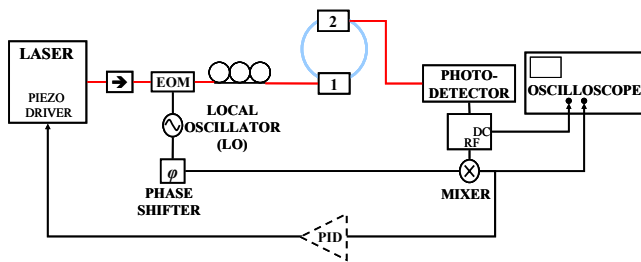 LASER
PIEZO
DRIVER
EOM
LOCAL
OSCILLATOR
(LO)
φ
PHASE
SHIFTER
2
1
PHOTO-
DETECTOR
DC
RF
MIXER
OSCILLOSCOPE
PID